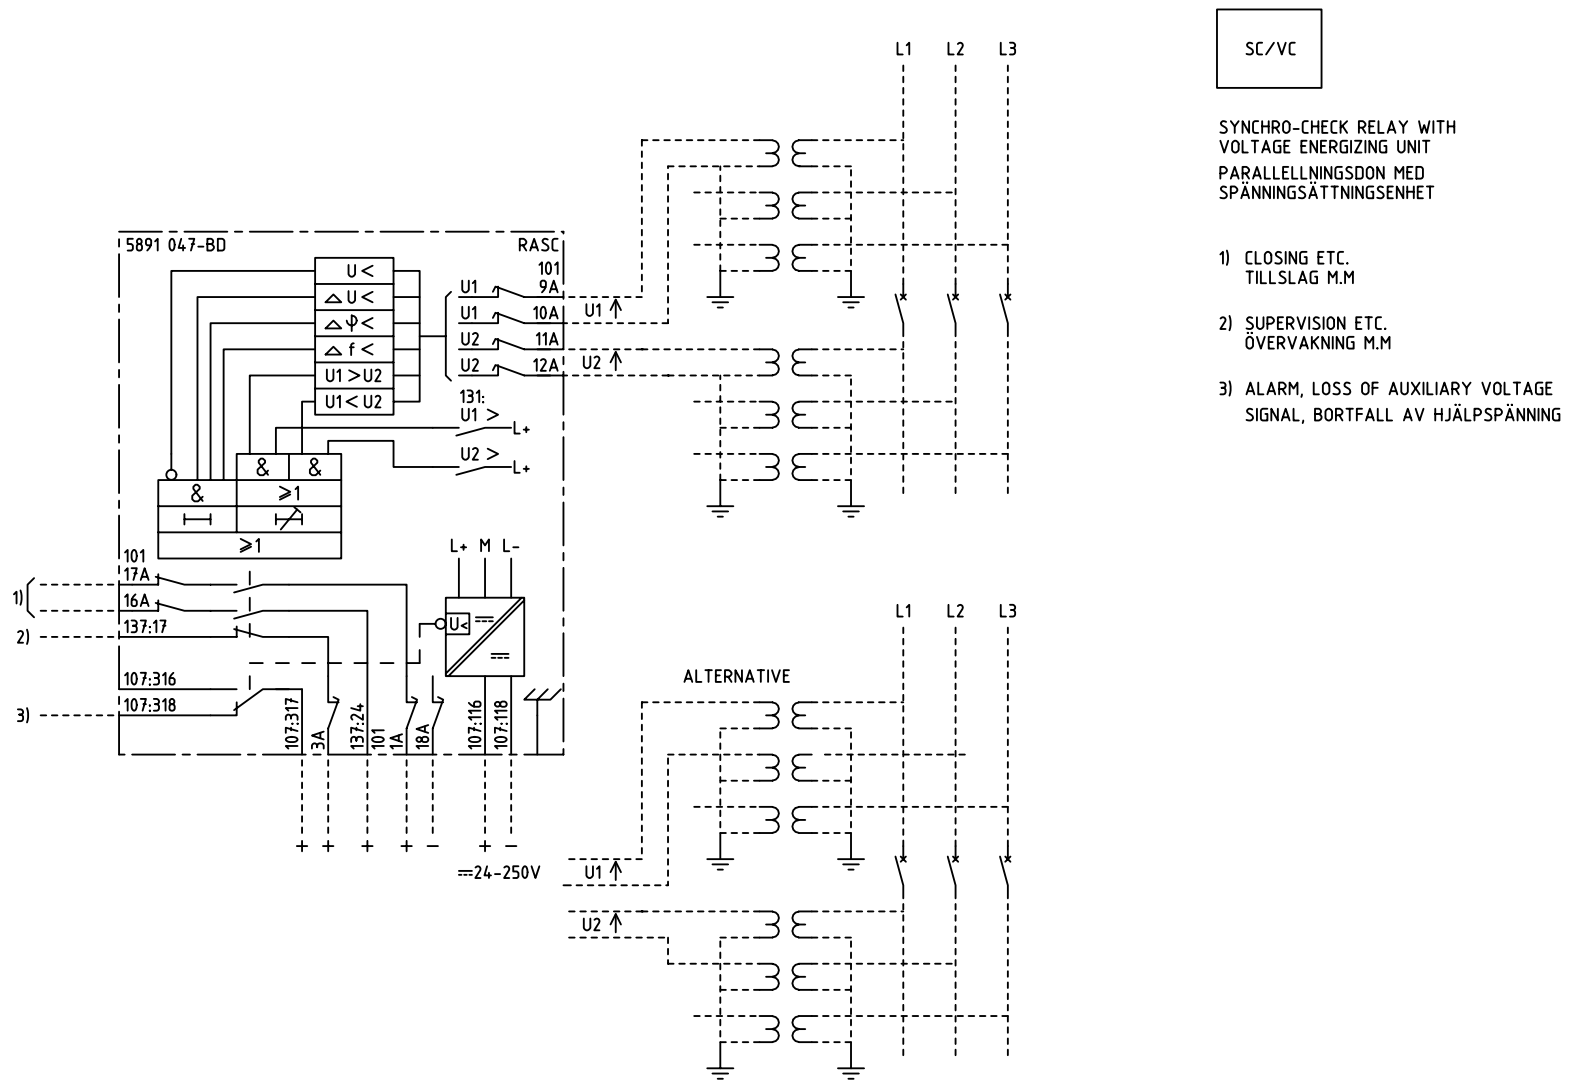 L1 L2 L3
SC/VC
SYNCHRO-CHECK RELAY WITH
VOLTAGE ENERGIZING UNIT
PARALLELLNINGSDON MED
SPÄNNINGSÄTTNINGSENHET
1) CLOSING ETC.
TILLSLAG M.M
2) SUPERVISION ETC.
ÖVERVAKNING M.M
3) ALARM, LOSS OF AUXILIARY VOLTAGE
SIGNAL, BORTFALL AV HJÄLPSPÄNNING
5891 047-BD RASC
101
U <
△ U <
△ φ <
△ f <
U1 > U2
U1 < U2
U1 9A
U1 10A
U2 11A
U2 12A
U1
U2
131:
U1 > L+
U2 > L+
& &
& ⩾1
⩾1
101
17A
1) 16A
2) 137:17
107:316
3) 107:318
L+ M L-
U<
107:317
3A
137:24
101
1A
18A
107:116
107:118
+ + + + - + -
⎓24-250V
L1 L2 L3
ALTERNATIVE
U1
U2